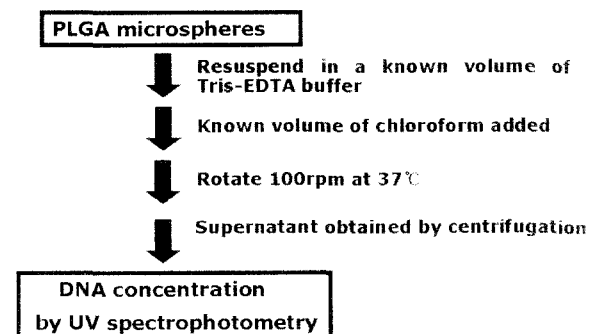 PLGA microspheres
Resuspend in a known volume of
Tris-EDTA buffer
Known volume of chloroform added
Rotate 100rpm at 37℃
Supernatant obtained by centrifugation
DNA concentration
by UV spectrophotometry